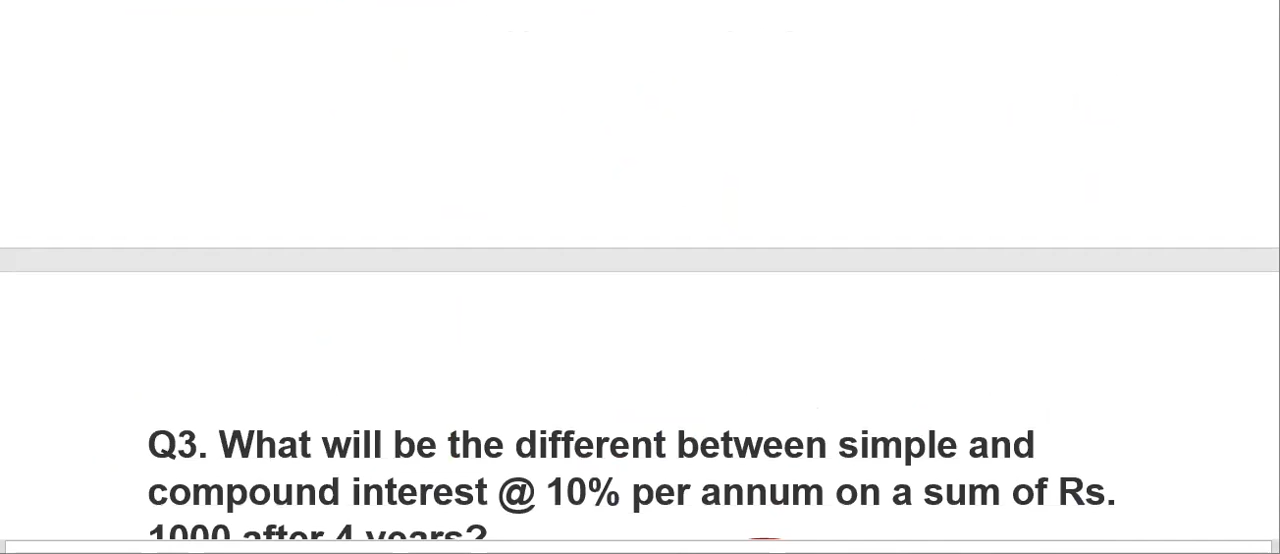 Q3. What will be the different between simple and
compound interest @ 10% per annum on a sum of Rs.
1000 after 4 years?